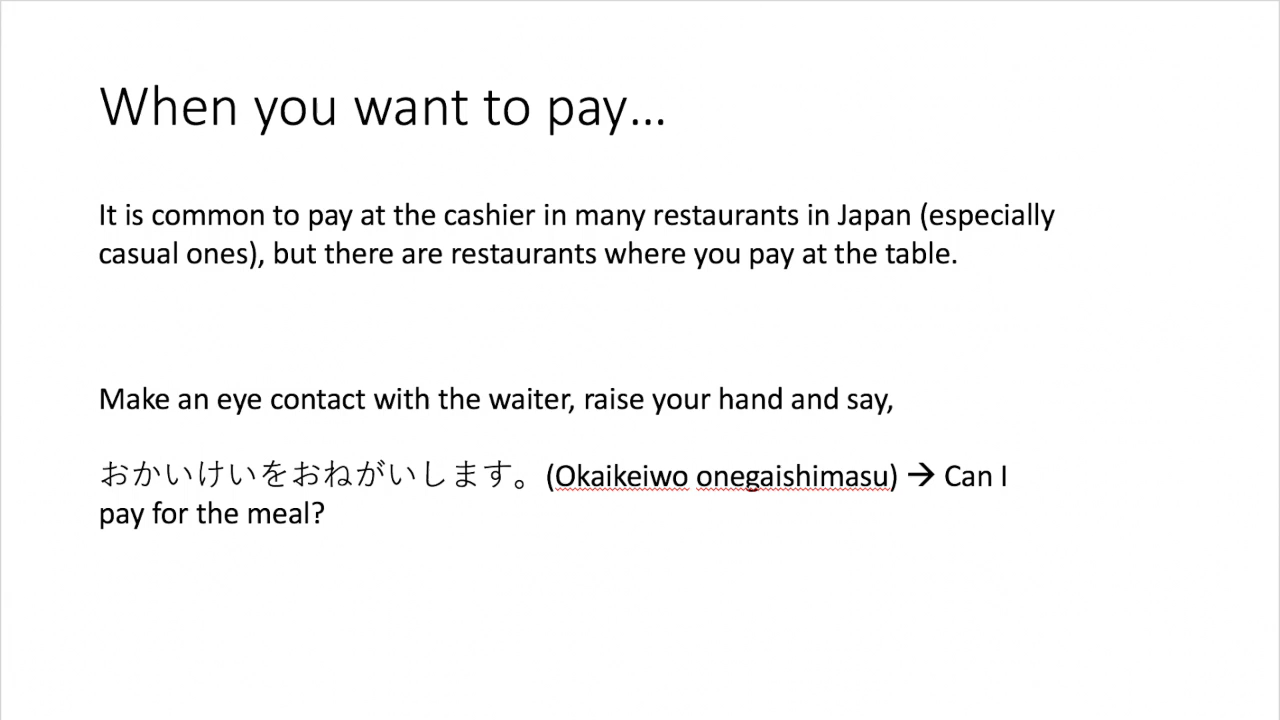 When you want to pay...
It is common to pay at the cashier in many restaurants in Japan (especially
casual ones), but there are restaurants where you pay at the table.
Make an eye contact with the waiter, raise your hand and say,
おかいけいをおねがいします。(Okaikeiwo onegaishimasu) → Can I
pay for the meal?